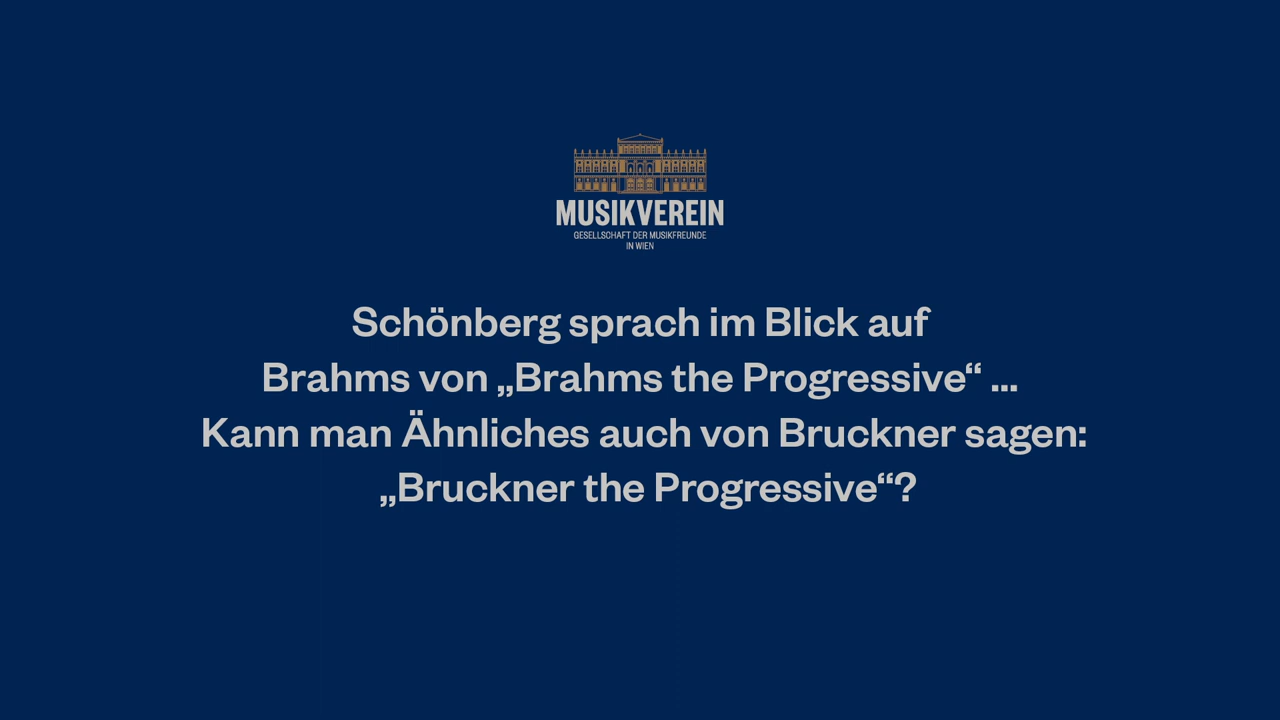 MUSIKVEREIN
GESELLSCHAFT DER MUSIKFREUNDE
IN WIEN
Schönberg sprach im Blick auf
Brahms von „Brahms the Progressive“ ...
Kann man Ähnliches auch von Bruckner sagen:
„Bruckner the Progressive“?